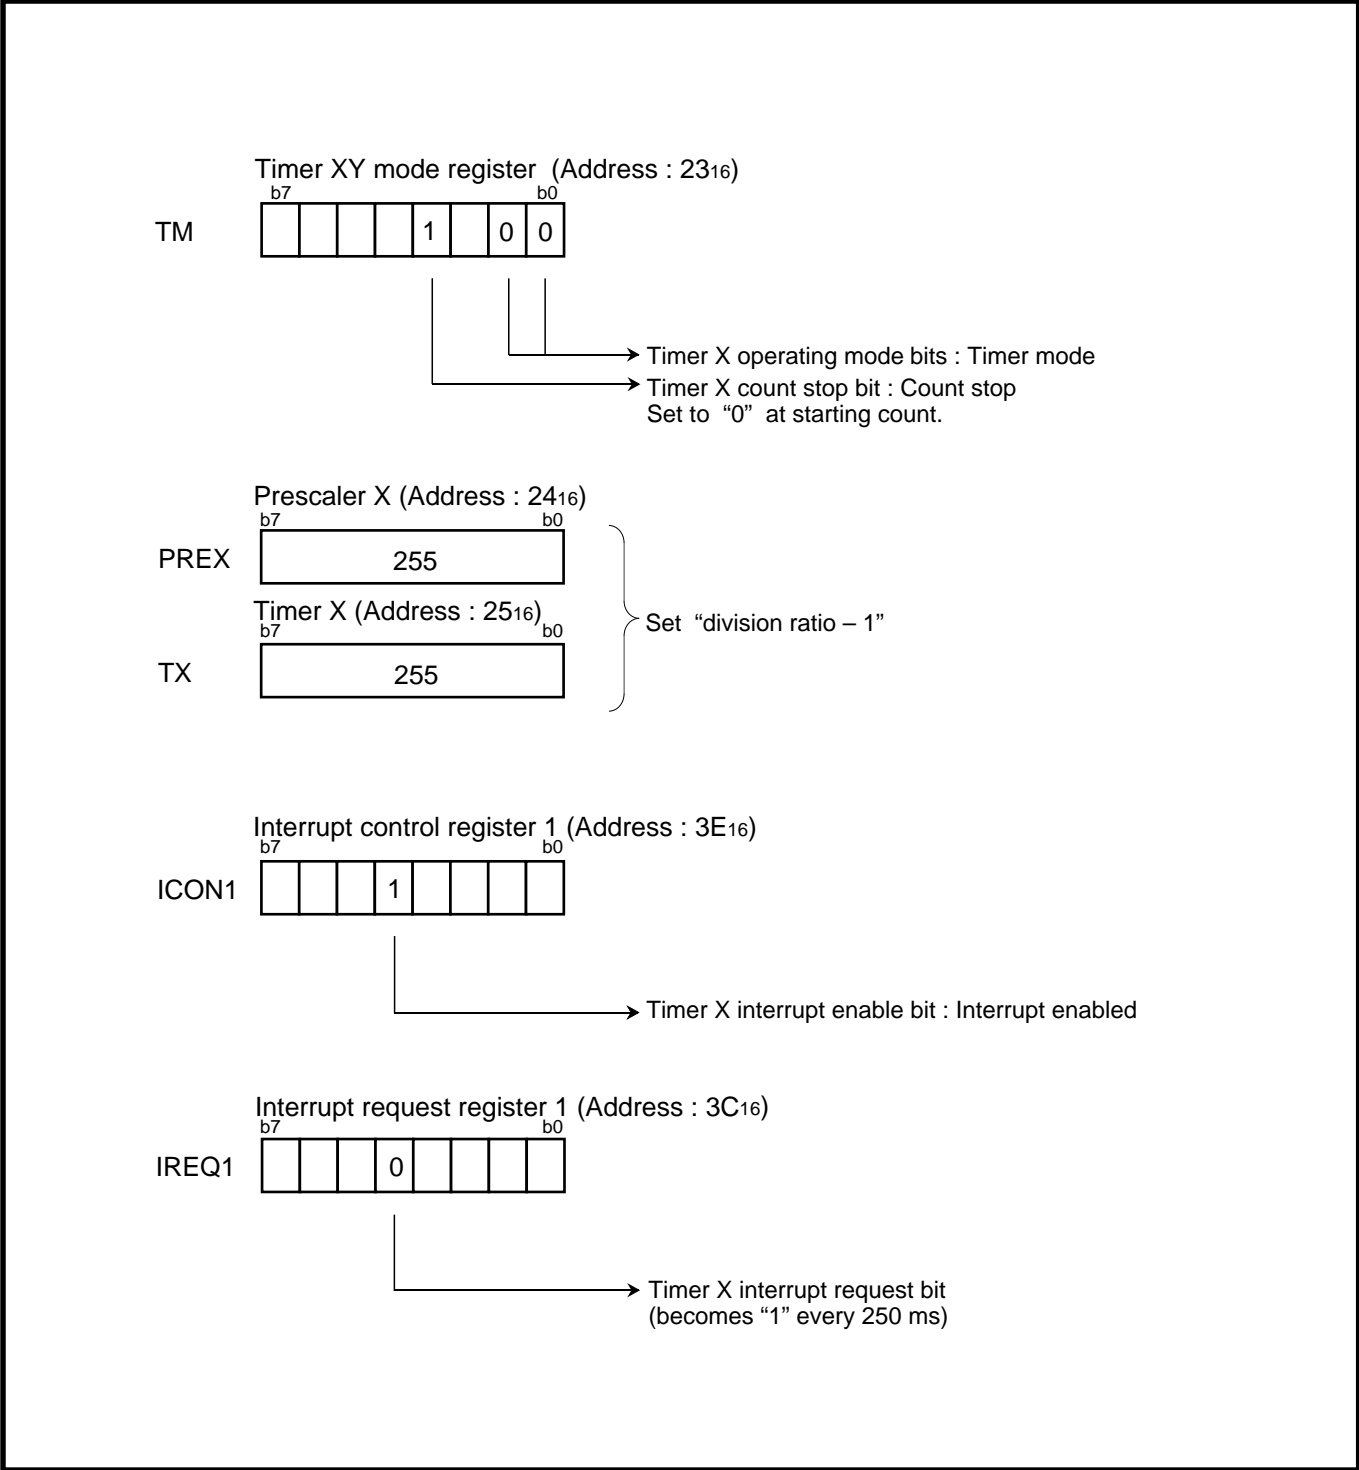 Timer XY mode register (Address : 2316)
b7 b0
TM 1 0 0
Timer X operating mode bits : Timer mode
Timer X count stop bit : Count stop
Set to “0” at starting count.
Prescaler X (Address : 2416)
b7 b0
PREX 255
Timer X (Address : 2516)
b7 b0
Set “division ratio – 1”
TX 255
Interrupt control register 1 (Address : 3E16)
b7 b0
ICON1 1
Timer X interrupt enable bit : Interrupt enabled
Interrupt request register 1 (Address : 3C16)
b7 b0
IREQ1 0
Timer X interrupt request bit
(becomes “1” every 250 ms)